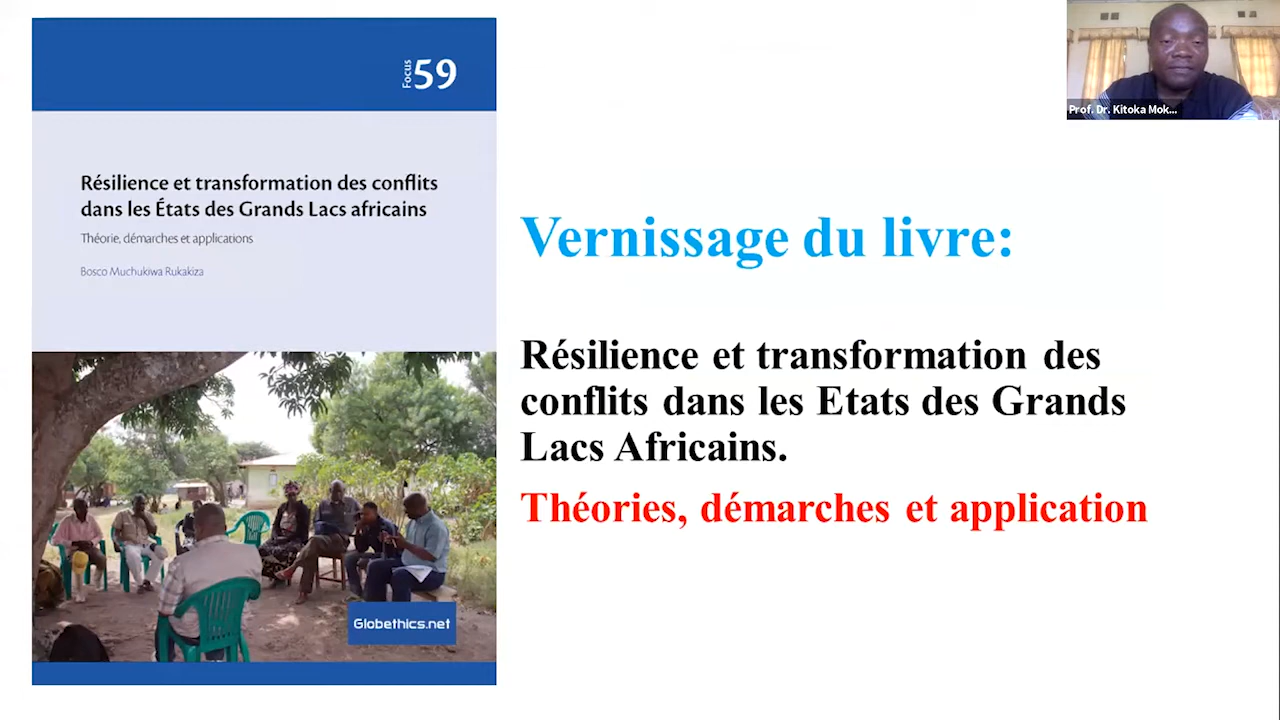 Focus 59
Résilience et transformation des conflits
dans les États des Grands Lacs africains
Théorie, démarches et applications
Bosco Muchukiwa Rukakiza
Globethics.net
Vernissage du livre:
Résilience et transformation des
conflits dans les Etats des Grands
Lacs Africains.
Théories, démarches et application
Prof. Dr. Kitoka Mok...